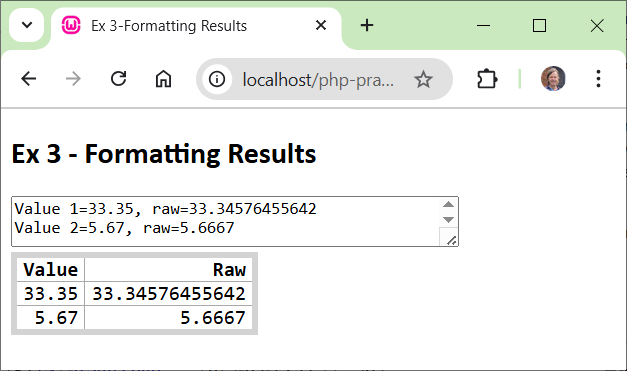 Ex 3-Formatting Results
localhost/php-pra...
Ex 3 - Formatting Results
Value 1=33.35, raw=33.34576455642
Value 2=5.67, raw=5.6667
Value Raw
33.35 33.34576455642
5.67 5.6667